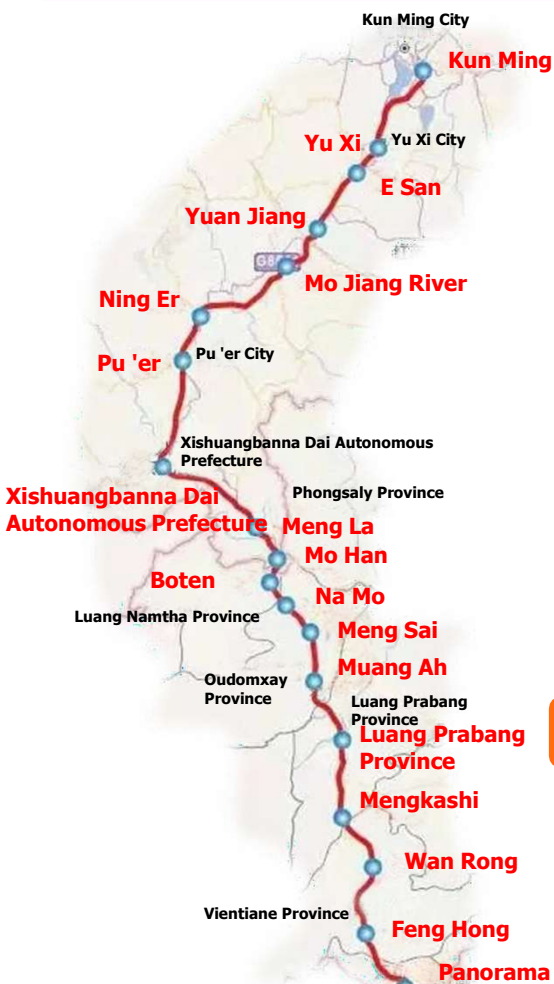 Kun Ming City
Kun Ming
Yu Xi
Yu Xi City
E San
Yuan Jiang
Mo Jiang River
Ning Er
Pu 'er City
Pu 'er
Xishuangbanna Dai Autonomous
Prefecture
Xishuangbanna Dai
Autonomous Prefecture
Phongsaly Province
Meng La
Mo Han
Boten
Na Mo
Luang Namtha Province
Meng Sai
Muang Ah
Oudomxay
Province
Luang Prabang
Province
Luang Prabang
Province
Mengkashi
Wan Rong
Vientiane Province
Feng Hong
Panorama